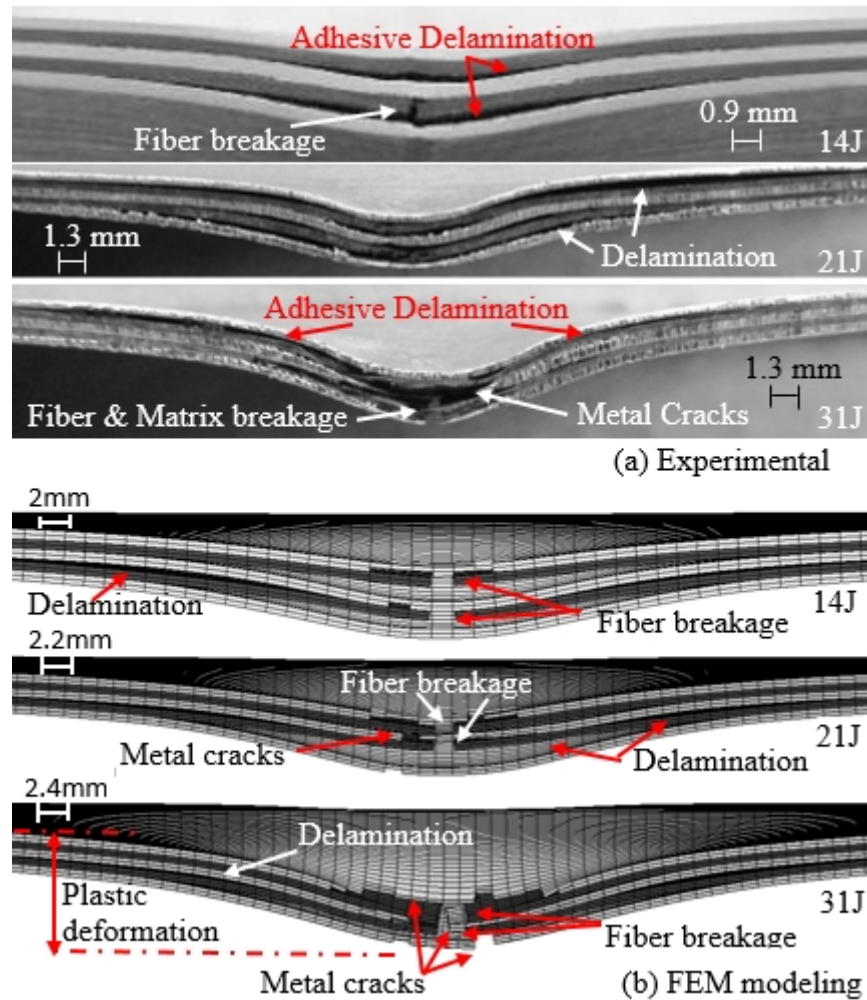 Adhesive Delamination
Fiber breakage
0.9 mm
14J
1.3 mm
Delamination
21J
Adhesive Delamination
1.3 mm
Fiber & Matrix breakage
Metal Cracks
31J
(a) Experimental
2mm
Delamination
Fiber breakage
14J
2.2mm
Fiber breakage
Metal cracks
Delamination
21J
2.4mm
Delamination
Plastic
deformation
Fiber breakage
31J
Metal cracks
(b) FEM modeling